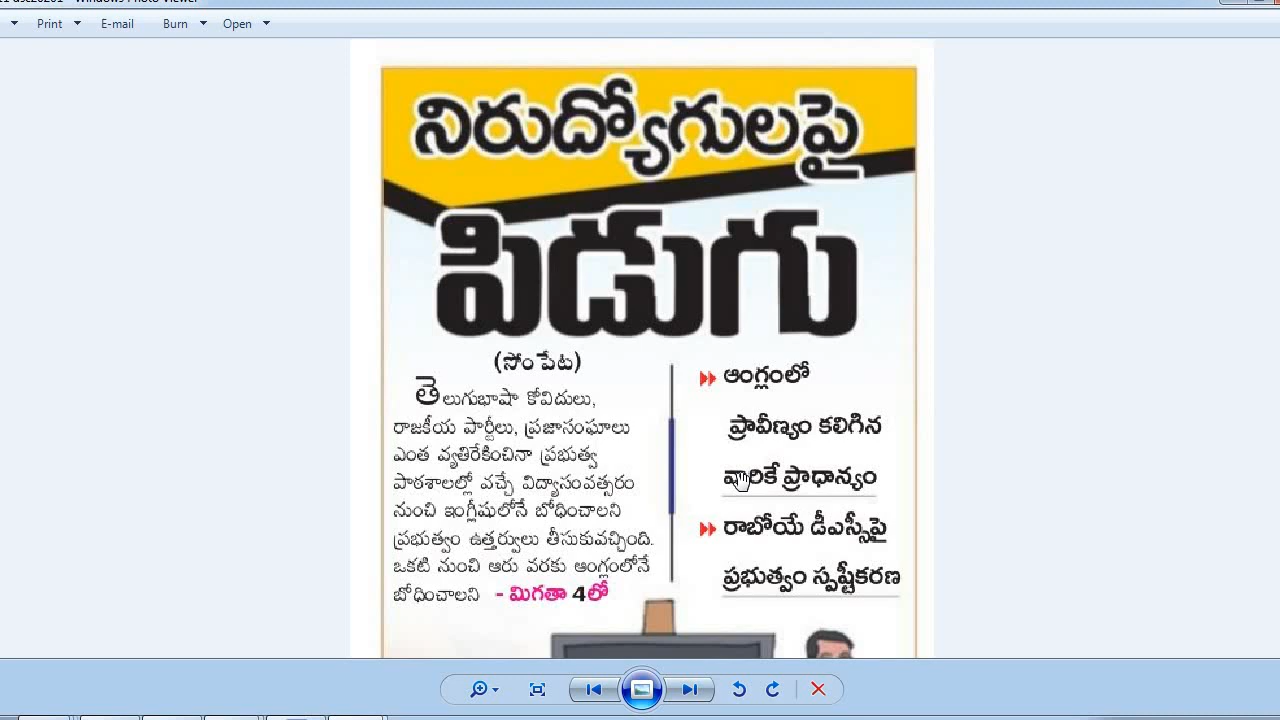 Print E-mail Burn Open
నిరుద్యోగులపై
పిడుగు
(సోంపేట)
తెలుగుభాషా కోవిదులు,
రాజకీయ పార్టీలు, ప్రజాసంఘాలు
ఎంత వ్యతిరేకించినా ప్రభుత్వ
పాఠశాలల్లో వచ్చే విద్యాసంవత్సరం
నుంచి ఇంగ్లీషులోనే బోధించాలని
ప్రభుత్వం ఉత్తర్వులు తీసుకువచ్చింది.
ఒకటి నుంచి ఆరు వరకు ఆంగ్లంలోనే
బోధించాలని - మిగతా 4లో
ఆంగ్లంలో
ప్రావీణ్యం కలిగిన
వారికే ప్రాధాన్యం
రాబోయే డీఎస్సీపై
ప్రభుత్వం స్పష్టీకరణ